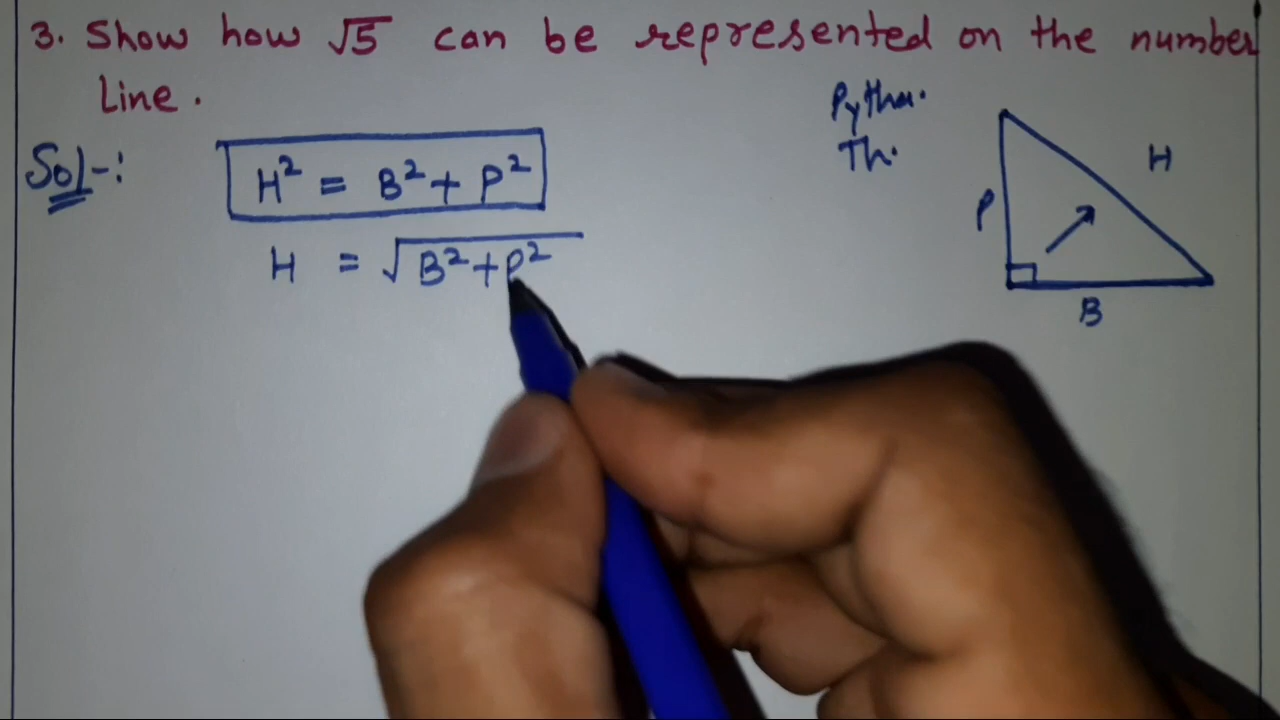 3. Show how √5 can be represented on the number
Line.
Sol-:
H² = B² + P²
H = √B²+P²
Pytha.
Th.
P
H
B